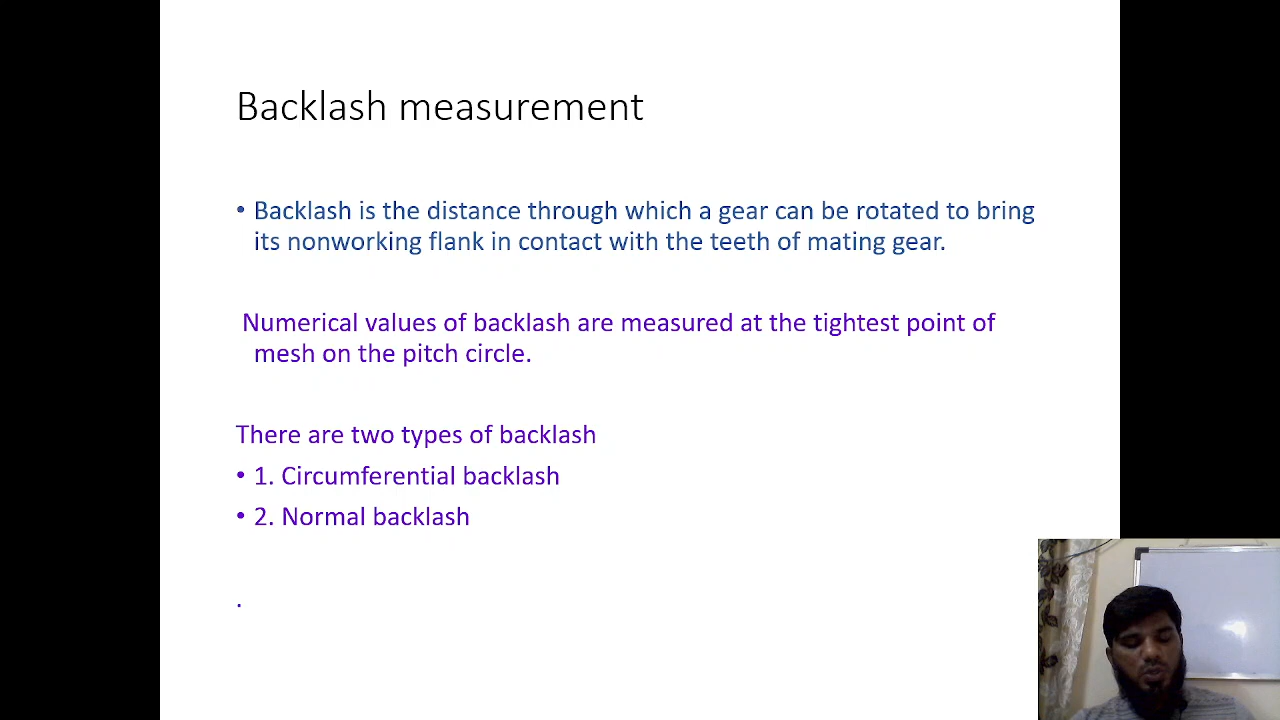 Backlash measurement
• Backlash is the distance through which a gear can be rotated to bring
its nonworking flank in contact with the teeth of mating gear.
Numerical values of backlash are measured at the tightest point of
mesh on the pitch circle.
There are two types of backlash
• 1. Circumferential backlash
• 2. Normal backlash
.